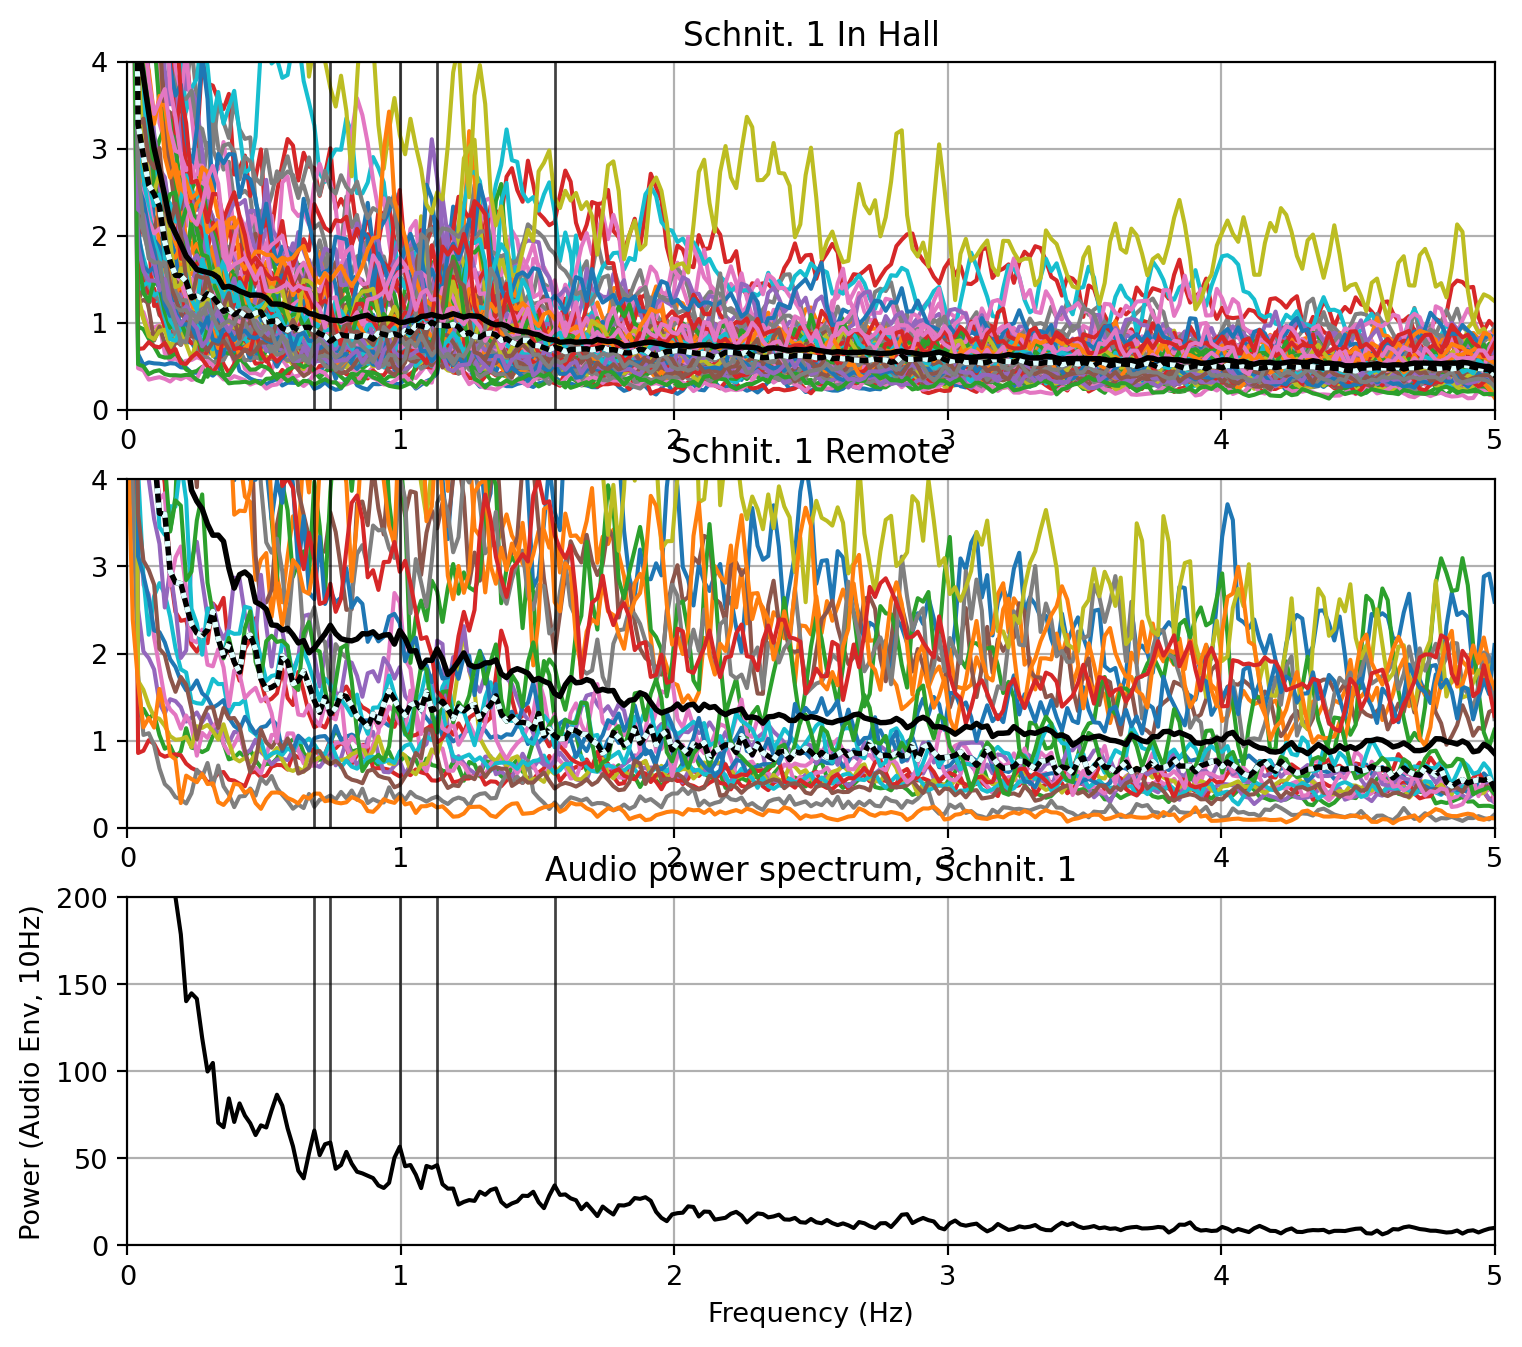 Schnit. 1 In Hall
4
3
2
1
0
0 1 2 3 4 5
Schnit. 1 Remote
4
3
2
1
0
0 1 2 3 4 5
Audio power spectrum, Schnit. 1
Power (Audio Env, 10Hz)
200
150
100
50
0
0 1 2 3 4 5
Frequency (Hz)